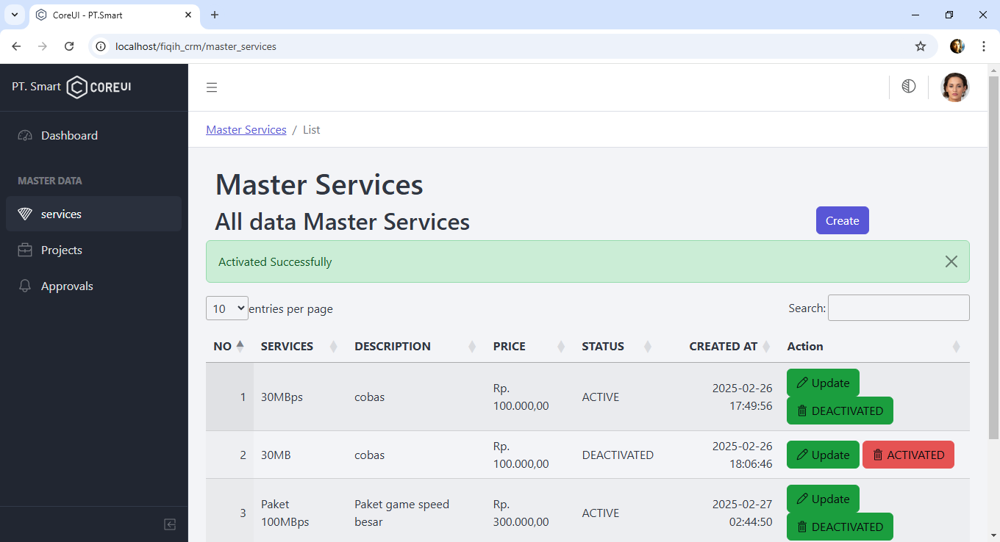 CoreUI - PT.Smart
localhost/fiqih_crm/master_services
PT. Smart COREUI
Dashboard
MASTER DATA
services
Projects
Approvals
Master Services / List
Master Services
All data Master Services
Create
Activated Successfully
10 entries per page
Search:
NO SERVICES DESCRIPTION PRICE STATUS CREATED AT Action
1 30MBps cobas Rp. 100.000,00 ACTIVE 2025-02-26 17:49:56 Update DEACTIVATED
2 30MB cobas Rp. 100.000,00 DEACTIVATED 2025-02-26 18:06:46 Update ACTIVATED
3 Paket 100MBps Paket game speed besar Rp. 300.000,00 ACTIVE 2025-02-27 02:44:50 Update DEACTIVATED